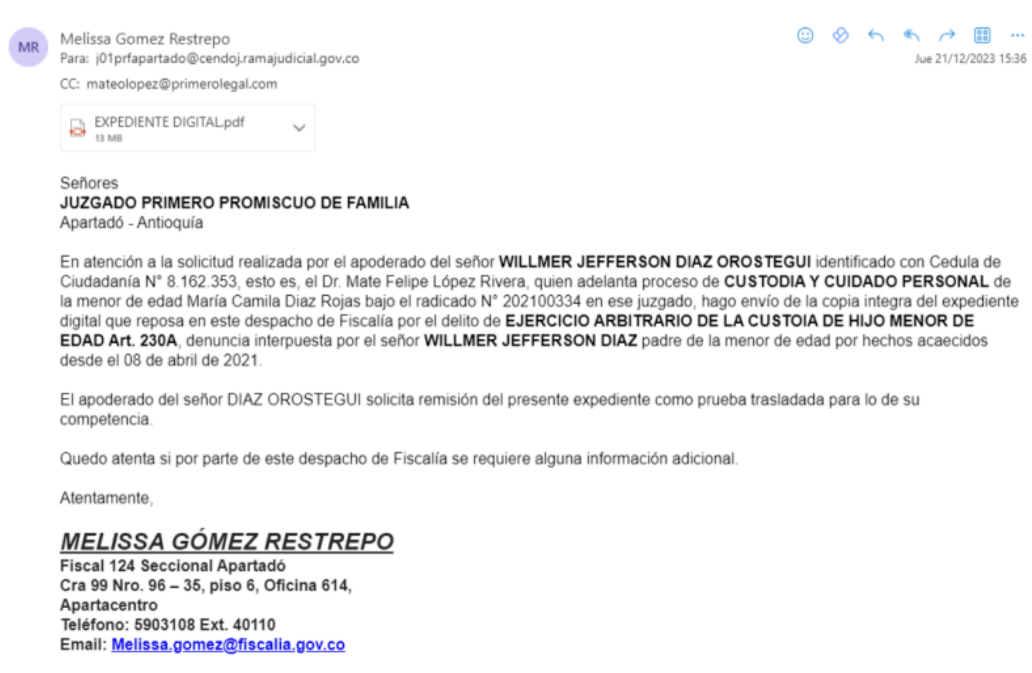 MR
Melissa Gomez Restrepo
Para: j01prfapartado@cendoj.ramajudicial.gov.co
Jue 21/12/2023 15:36
CC: mateolopez@primerolegal.com
EXPEDIENTE DIGITAL.pdf
13 MB
Señores
JUZGADO PRIMERO PROMISCUO DE FAMILIA
Apartadó - Antioquía
En atención a la solicitud realizada por el apoderado del señor WILLMER JEFFERSON DIAZ OROSTEGUI identificado con Cedula de
Ciudadanía N° 8.162.353, esto es, el Dr. Mate Felipe López Rivera, quien adelanta proceso de CUSTODIA Y CUIDADO PERSONAL de
la menor de edad María Camila Diaz Rojas bajo el radicado N° 202100334 en ese juzgado, hago envío de la copia integra del expediente
digital que reposa en este despacho de Fiscalía por el delito de EJERCICIO ARBITRARIO DE LA CUSTOIA DE HIJO MENOR DE
EDAD Art. 230A, denuncia interpuesta por el señor WILLMER JEFFERSON DIAZ padre de la menor de edad por hechos acaecidos
desde el 08 de abril de 2021.
El apoderado del señor DIAZ OROSTEGUI solicita remisión del presente expediente como prueba trasladada para lo de su
competencia.
Quedo atenta si por parte de este despacho de Fiscalía se requiere alguna información adicional.
Atentamente,
MELISSA GÓMEZ RESTREPO
Fiscal 124 Seccional Apartadó
Cra 99 Nro. 96 – 35, piso 6, Oficina 614,
Apartacentro
Teléfono: 5903108 Ext. 40110
Email: Melissa.gomez@fiscalia.gov.co